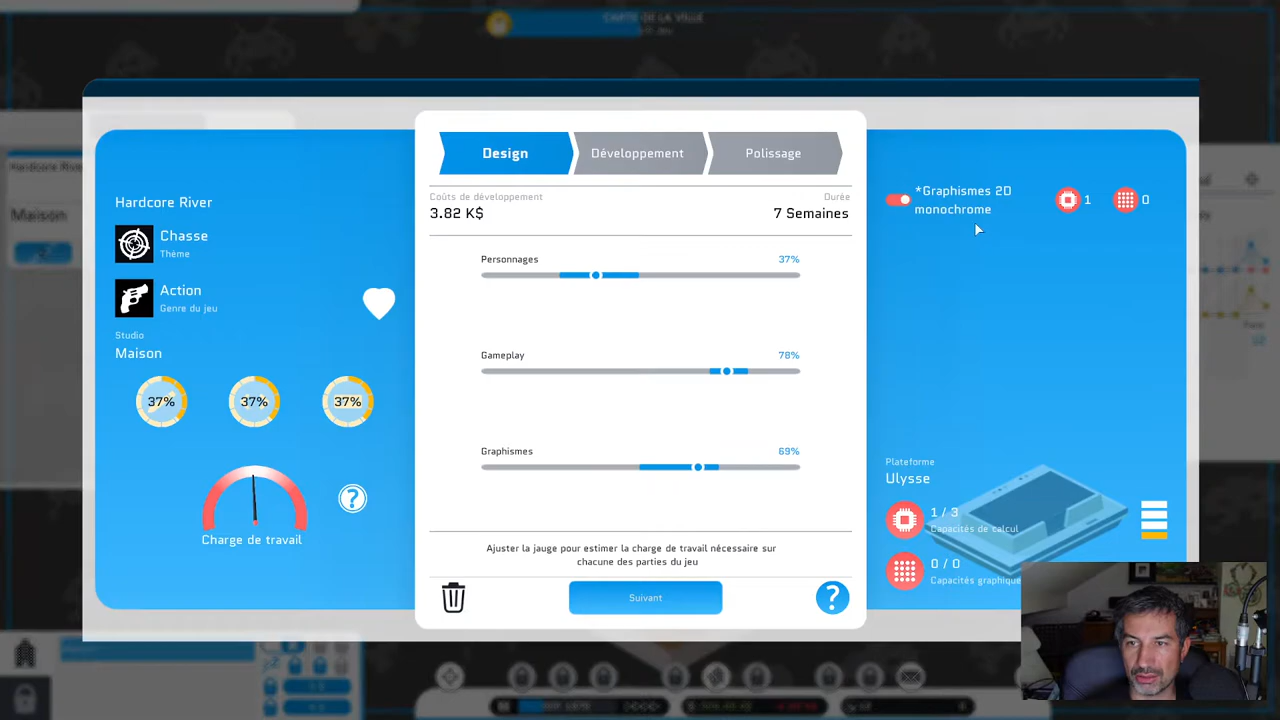 CARTE DE LA VILLE
Hardcore River
Maison
Design
Développement
Polissage
Coûts de développement
Durée
3.82 K$
7 Semaines
Hardcore River
Chasse
Thème
Action
Genre du jeu
Studio
Maison
37%
37%
37%
Charge de travail
?
Personnages
37%
Gameplay
78%
Graphismes
69%
Ajuster la jauge pour estimer la charge de travail nécessaire sur
chacune des parties du jeu
Suivant
?
*Graphismes 2D
monochrome
1
0
Plateforme
Ulysse
1 / 3
Capacités de calcul
0 / 0
Capacités graphique